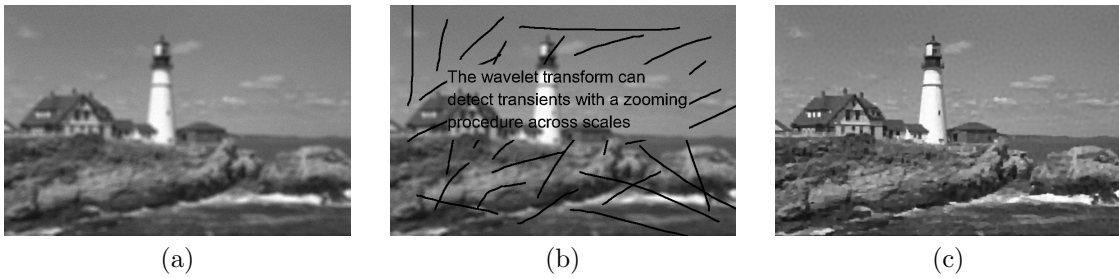 The wavelet transform can
detect transients with a zooming
procedure across scales
(a)
(b)
(c)